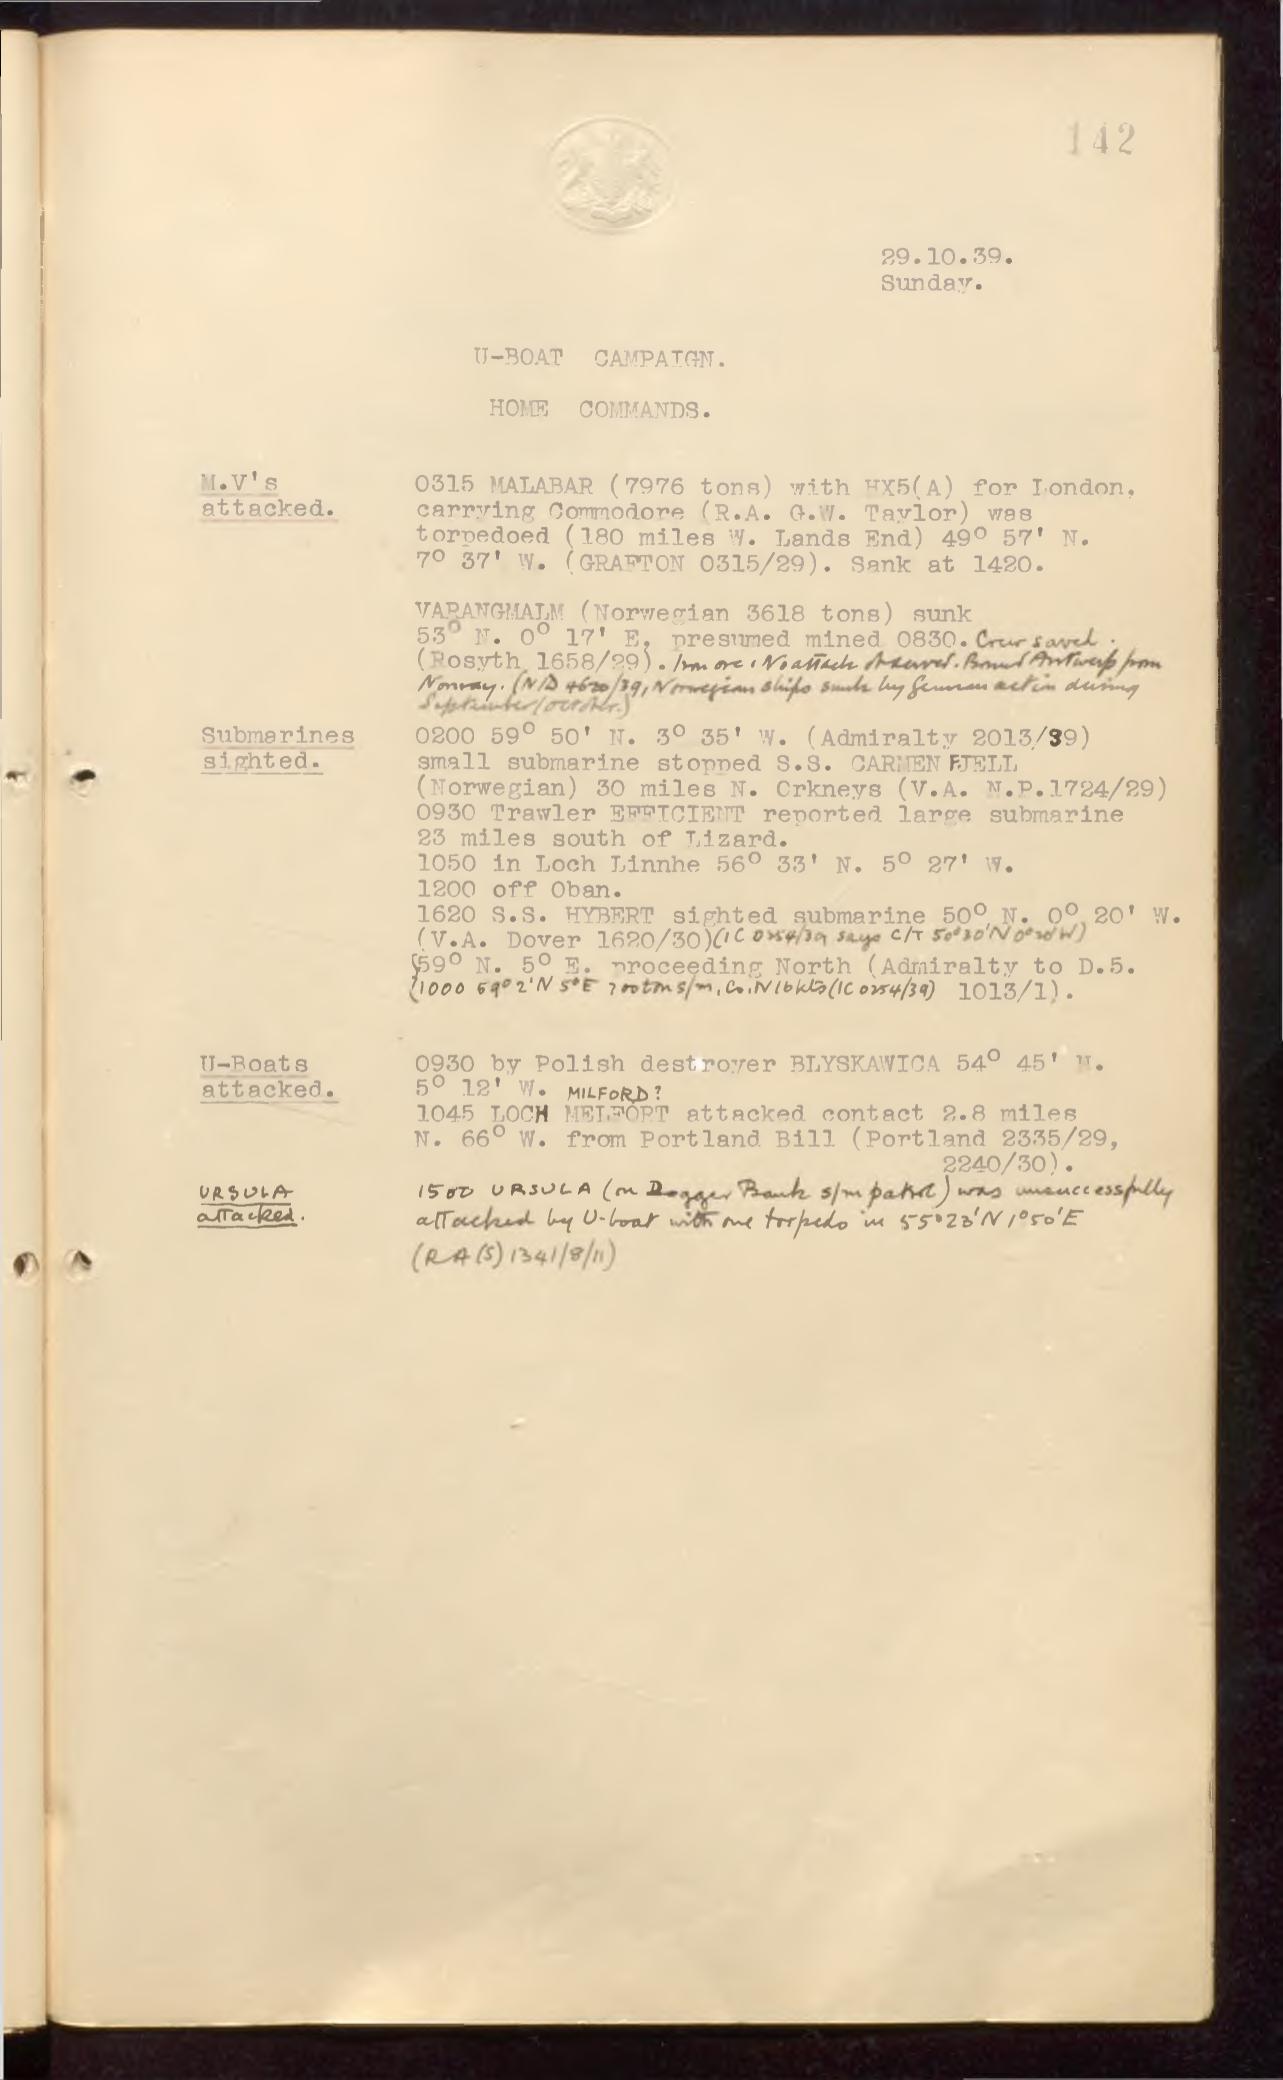 142
29.10.39.
Sunday.
U-BOAT CAMPAIGN.
HOME COMMANDS.
M.V's
attacked.
0315 MALABAR (7976 tons) with HX5(A) for London,
carrying Commodore (R.A. G.W. Taylor) was
torpedoed (180 miles W. Lands End) 49° 57' N.
7° 37' W. (GRAFTON 0315/29). Sank at 1420.
VARANGMALM (Norwegian 3618 tons) sunk
53° N. 0° 17' E, presumed mined 0830. Crew saved.
(Rosyth 1658/29). Iron ore. No attack observed. Bound Antwerp from
Norway. (N/D 4620/39, Norwegian ships sunk by German action during
September/October.)
Submarines
sighted.
0200 59° 50' N. 3° 35' W. (Admiralty 2013/39)
small submarine stopped S.S. CARMEN FJELL
(Norwegian) 30 miles N. Orkneys (V.A. N.P.1724/29)
0930 Trawler EFFICIENT reported large submarine
23 miles south of Lizard.
1050 in Loch Linnhe 56° 33' N. 5° 27' W.
1200 off Oban.
1620 S.S. HYBERT sighted submarine 50° N. 0° 20' W.
(V.A. Dover 1620/30)(IC 0254/39 says C/T 50°30'N 0°20'W)
59° N. 5° E. proceeding North (Admiralty to D.5.
(1000 59°2'N 5°E 700 ton s/m, Co. N 16 kts (IC 0254/39) 1013/1).
U-Boats
attacked.
0930 by Polish destroyer BLYSKAWICA 54° 45' N.
5° 12' W. MILFORD?
1045 LOCH MELFORT attacked contact 2.8 miles
N. 66° W. from Portland Bill (Portland 2335/29,
2240/30).
URSULA
attacked.
1500 URSULA (on Dogger Bank s/m patrol) was unsuccessfully
attacked by U-boat with one torpedo in 55°23'N 1°50'E
(RA(S) 1341/8/11)